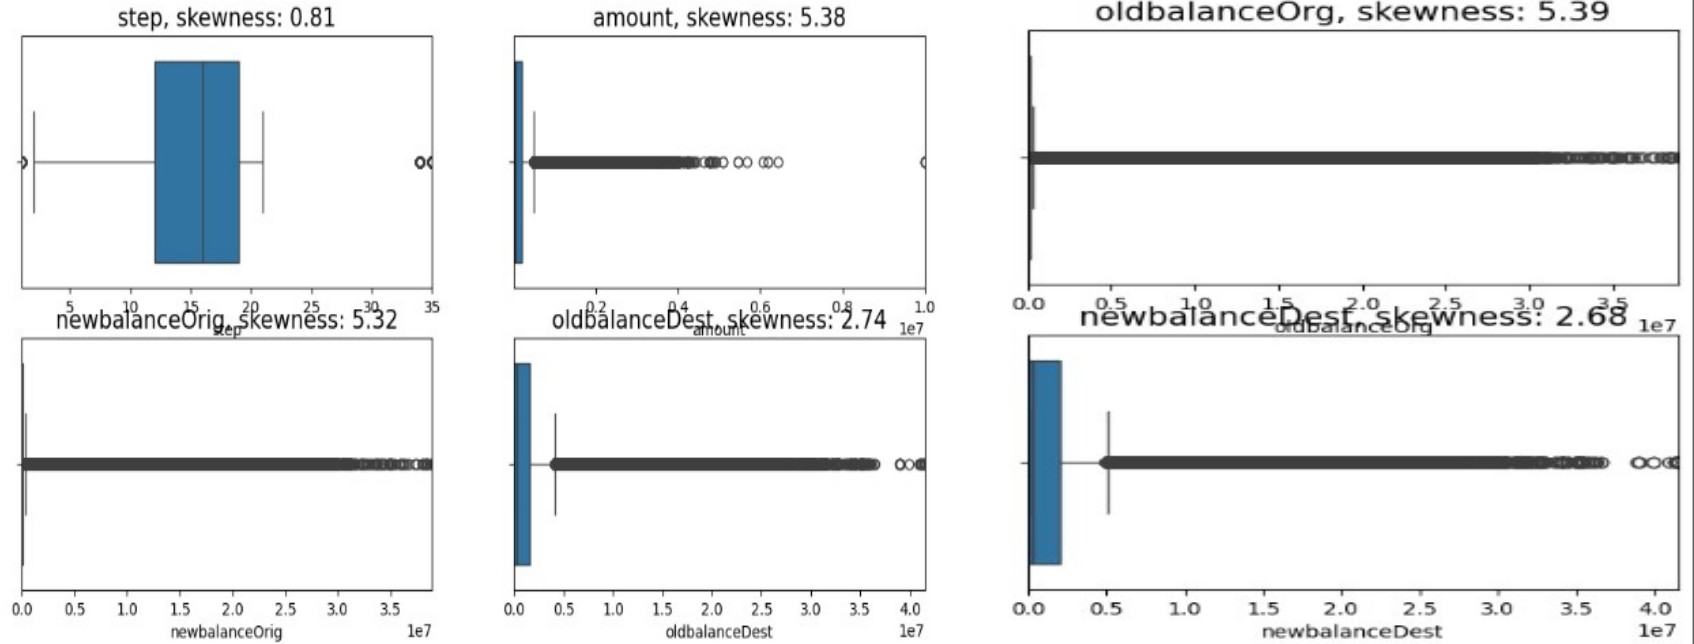 step, skewness: 0.81
amount, skewness: 5.38
oldbalanceOrg, skewness: 5.39
5 10 15 20 25 30 35
0.2 0.4 0.6 0.8 1.0
0.0 0.5 1.0 1.5 2.0 2.5 3.0 3.5
step
amount
1e7
oldbalanceOrg
1e7
newbalanceOrig, skewness: 5.32
oldbalanceDest, skewness: 2.74
newbalanceDest, skewness: 2.68
0.0 0.5 1.0 1.5 2.0 2.5 3.0 3.5
0.0 0.5 1.0 1.5 2.0 2.5 3.0 3.5 4.0
0.0 0.5 1.0 1.5 2.0 2.5 3.0 3.5 4.0
newbalanceOrig
1e7
oldbalanceDest
1e7
newbalanceDest
1e7